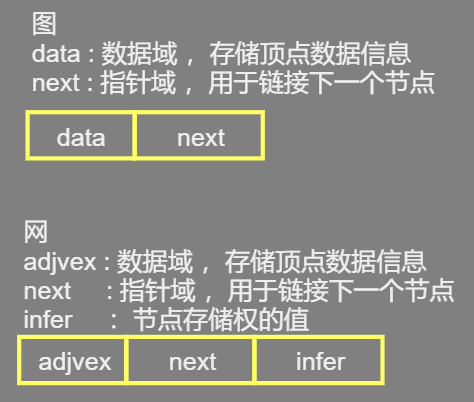 图
data : 数据域 ，存储顶点数据信息
next : 指针域 ，用于链接下一个节点
data next
网
adjvex : 数据域 ，存储顶点数据信息
next : 指针域 ，用于链接下一个节点
infer : 节点存储权的值
adjvex next infer